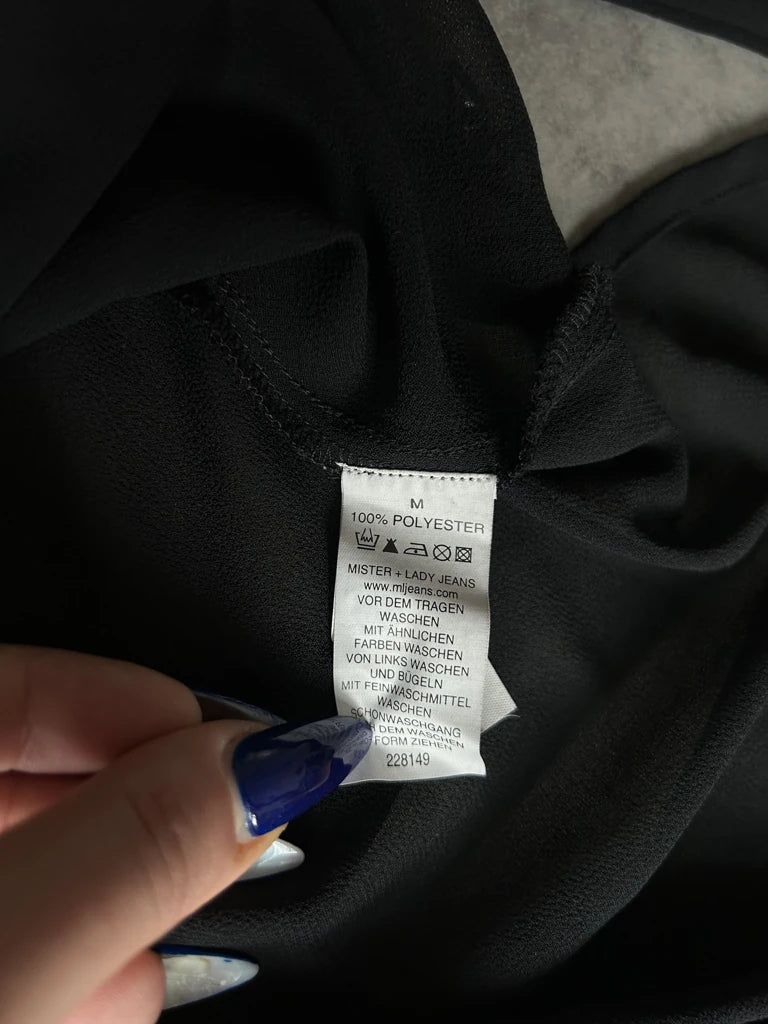 M
100% POLYESTER
MISTER + LADY JEANS
www.mljeans.com
VOR DEM TRAGEN
WASCHEN
MIT ÄHNLICHEN
FARBEN WASCHEN
VON LINKS WASCHEN
UND BÜGELN
MIT FEINWASCHMITTEL
WASCHEN
SCHONWASCHGANG
DEM WASCHEN
FORM ZIEHEN
228149